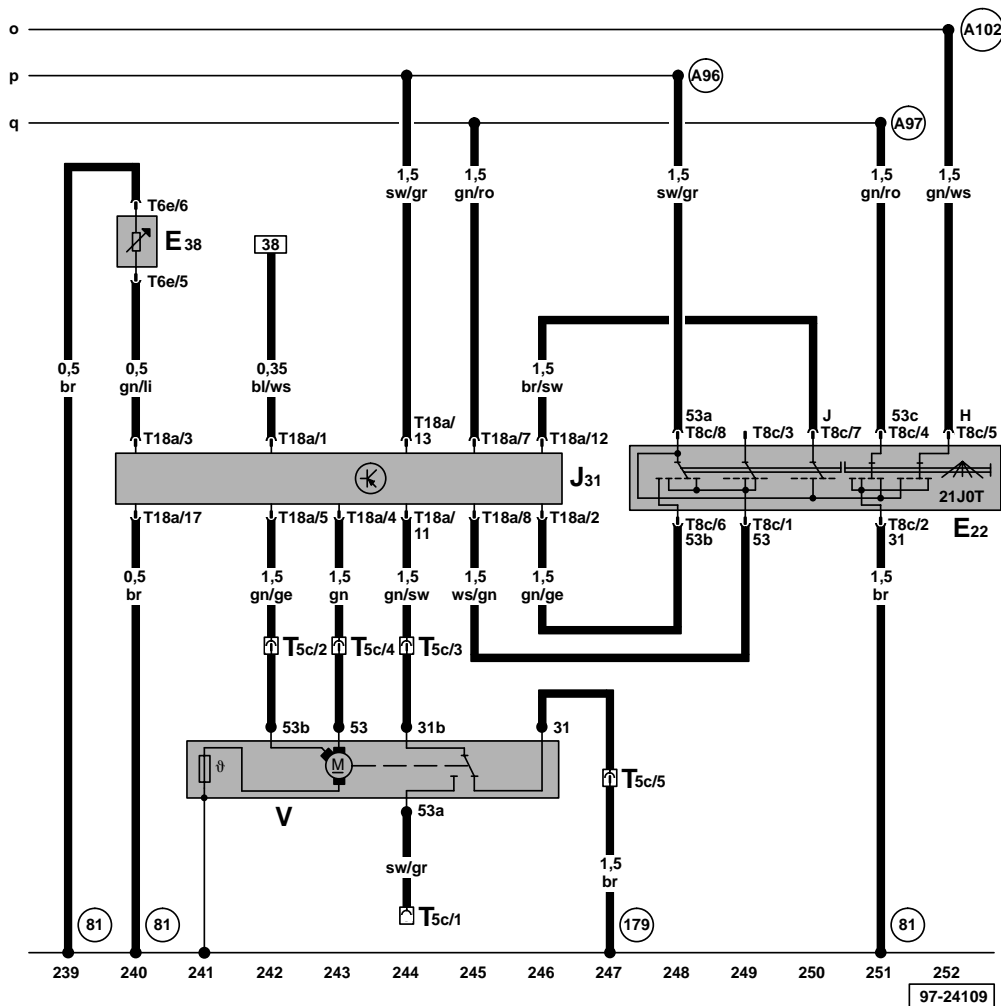 o A102
p A96
q A97
1,5 sw/gr
1,5 gn/ro
1,5 sw/gr
1,5 gn/ro
1,5 gn/ws
T6e/6
E38
T6e/5
38
0,5 br
0,5 gn/li
0,35 bl/ws
1,5 br/sw
53a J 53c H
T18a/3 T18a/1 T18a/13 T18a/7 T18a/12 T8c/8 T8c/3 T8c/7 T8c/4 T8c/5
J31
21J0T
E22
T18a/17 T18a/5 T18a/4 T18a/11 T18a/8 T18a/2 T8c/6 T8c/1 T8c/2
53b 53 31
0,5 br
1,5 gn/ge
1,5 gn
1,5 gn/sw
1,5 ws/gn
1,5 gn/ge
1,5 br
T5c/2 T5c/4 T5c/3
53b 53 31b 31
ϑ M
T5c/5
V 53a
sw/gr
1,5 br
T5c/1
81 81 179 81
239 240 241 242 243 244 245 246 247 248 249 250 251 252
97-24109